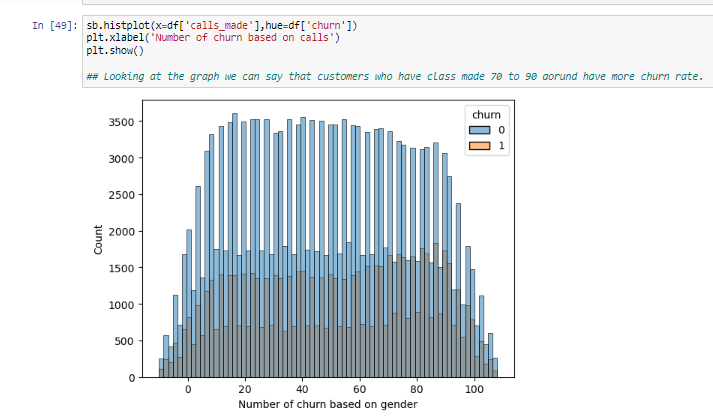 In [49]: sb.histplot(x=df['calls_made'],hue=df['churn'])
plt.xlabel('Number of churn based on calls')
plt.show()
## Looking at the graph we can say that customers who have class made 70 to 90 aorund have more churn rate.
churn
0
1
3500
3000
2500
2000
1500
1000
500
0
Count
0 20 40 60 80 100
Number of churn based on gender